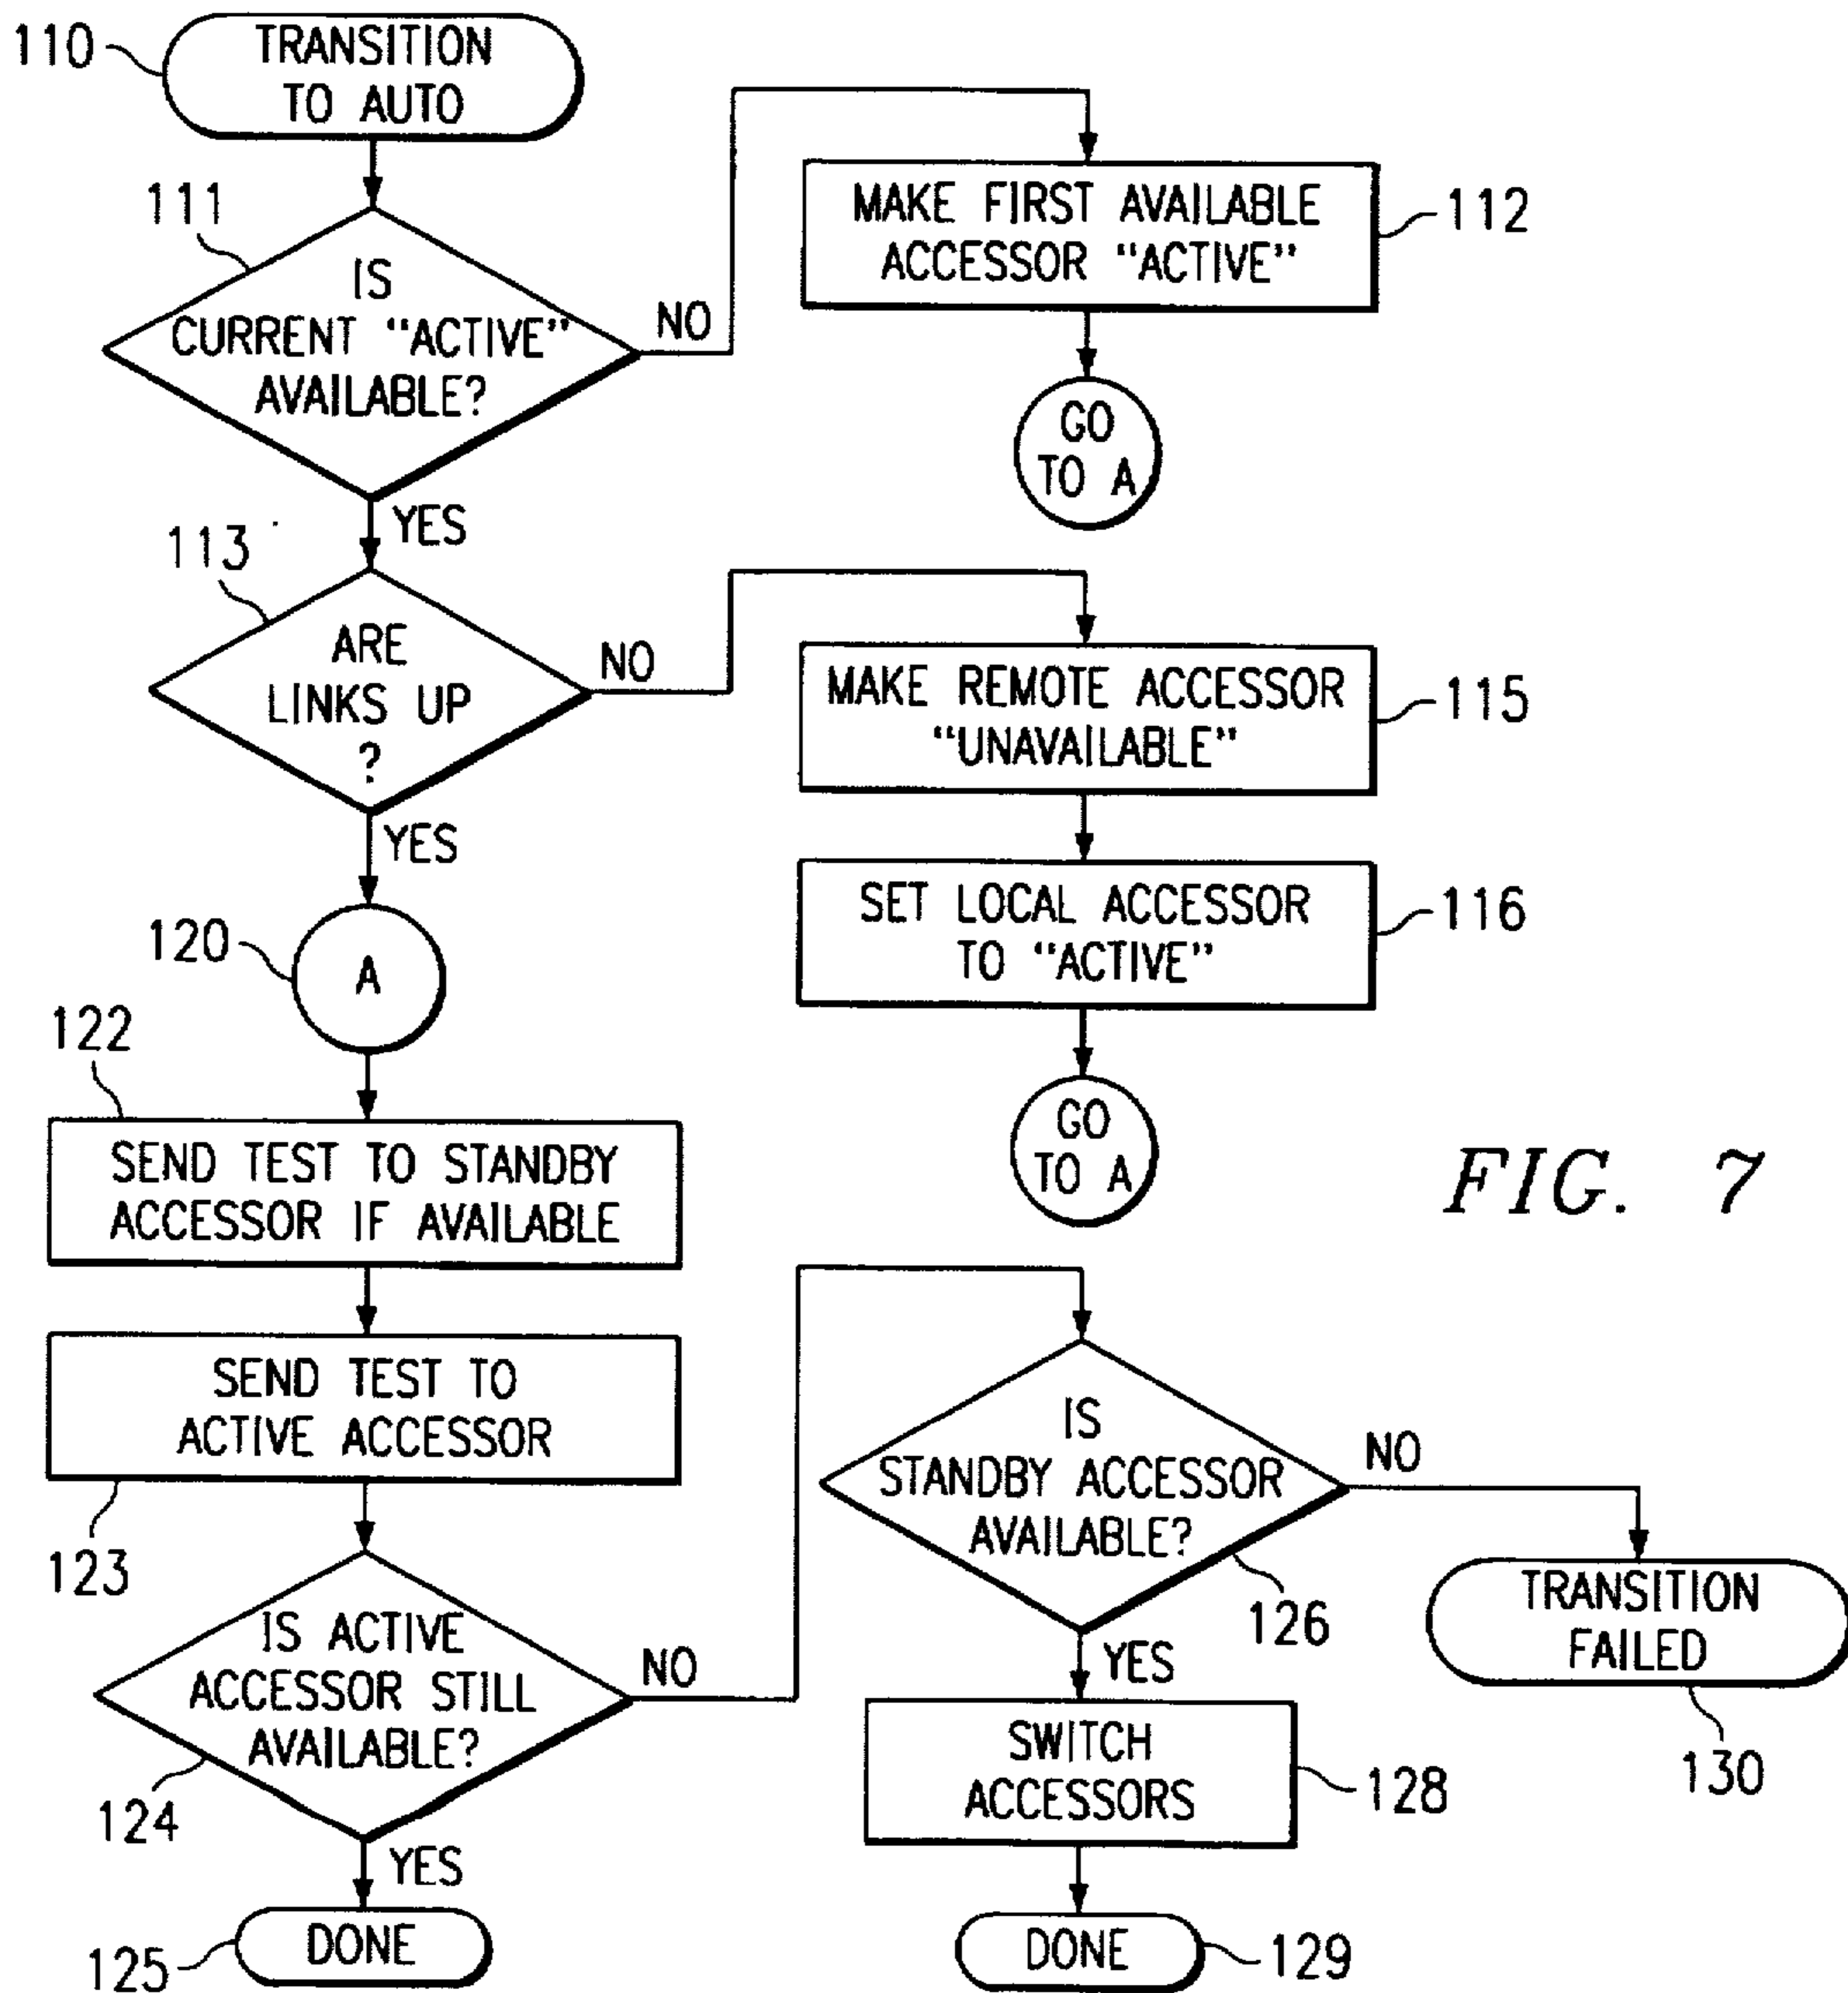 110
TRANSITION
TO AUTO
111
IS
CURRENT “ACTIVE”
AVAILABLE?
NO
MAKE FIRST AVAILABLE
ACCESSOR “ACTIVE”
112
GO
TO A
YES
113
ARE
LINKS UP
?
NO
MAKE REMOTE ACCESSOR
“UNAVAILABLE”
115
YES
SET LOCAL ACCESSOR
TO “ACTIVE”
116
GO
TO A
120
A
122
SEND TEST TO STANDBY
ACCESSOR IF AVAILABLE
FIG. 7
SEND TEST TO
ACTIVE ACCESSOR
123
IS ACTIVE
ACCESSOR STILL
AVAILABLE?
124
NO
IS
STANDBY ACCESSOR
AVAILABLE?
126
NO
TRANSITION
FAILED
130
YES
SWITCH
ACCESSORS
128
YES
DONE
125
DONE
129